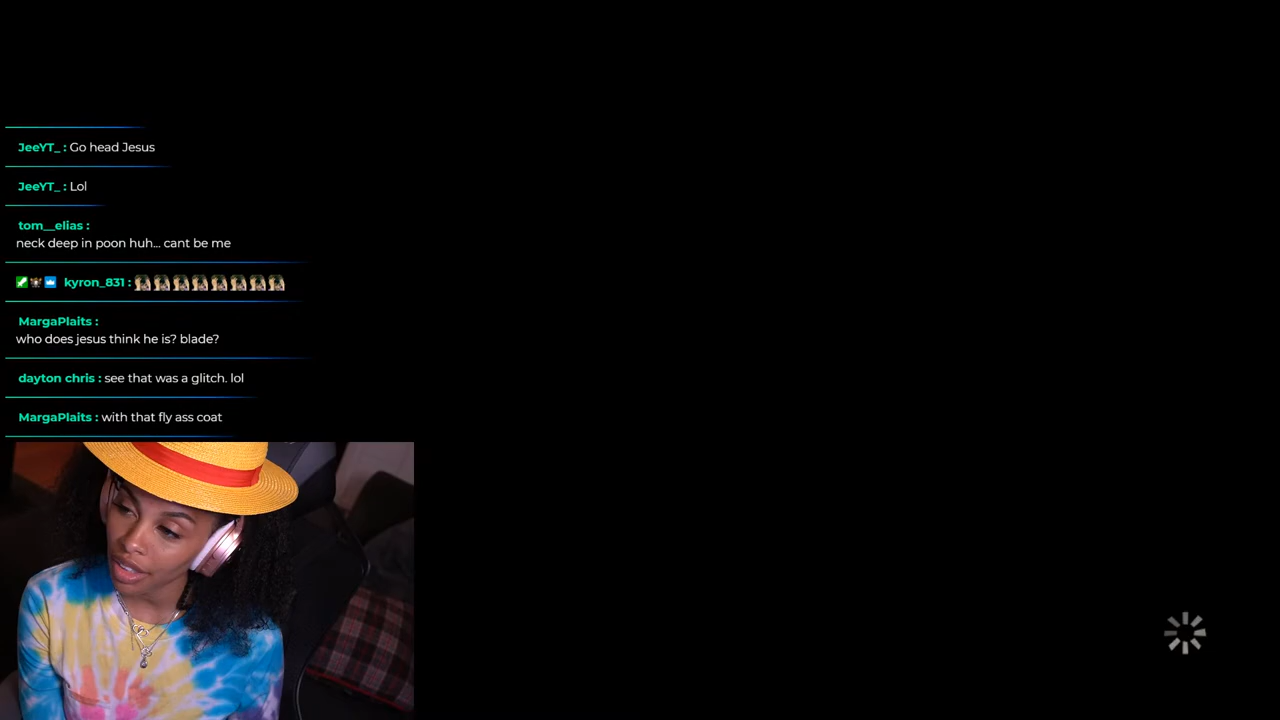 JeeYT_ : Go head Jesus
JeeYT_ : Lol
tom__elias :
neck deep in poon huh... cant be me
kyron_831 :
MargaPlaits :
who does jesus think he is? blade?
dayton chris : see that was a glitch. lol
MargaPlaits : with that fly ass coat